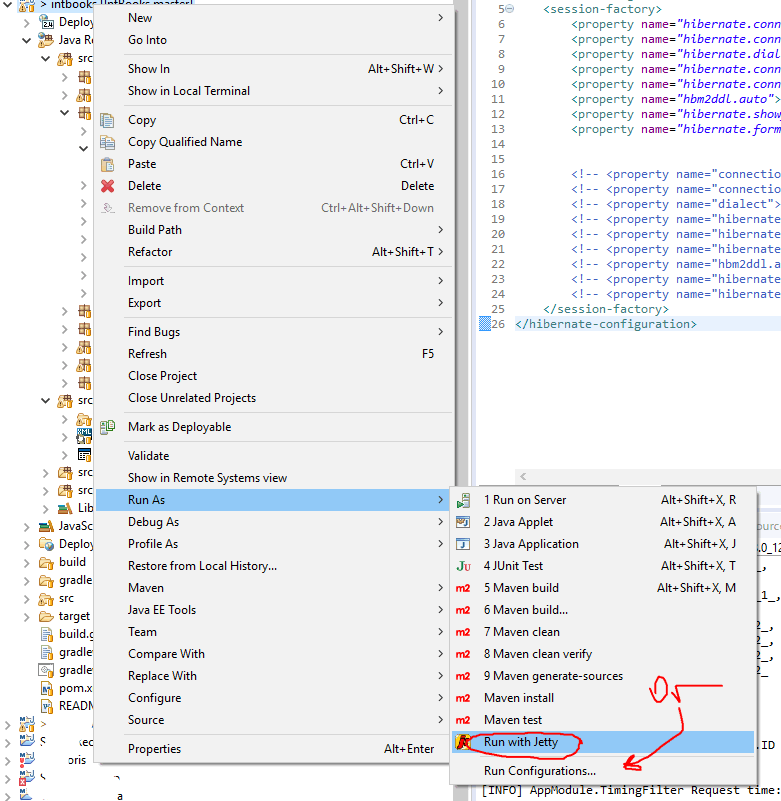 > intbooks [IntBooks master]
Deploy
Java R
src
src
src
src
Lib
JavaSc
Deploy
build
gradle
src
target
build.g
gradlew
gradlew
pom.x
README
New
Go Into
Show In Alt+Shift+W >
Show in Local Terminal >
Copy Ctrl+C
Copy Qualified Name
Paste Ctrl+V
Delete Delete
Remove from Context Ctrl+Alt+Shift+Down
Build Path >
Refactor Alt+Shift+T >
Import >
Export >
Find Bugs >
Refresh F5
Close Project
Close Unrelated Projects
Mark as Deployable
Validate
Show in Remote Systems view
Run As >
Debug As >
Profile As >
Restore from Local History...
Maven >
Java EE Tools >
Team >
Compare With >
Replace With >
Configure >
Source >
Properties Alt+Enter
1 Run on Server Alt+Shift+X, R
2 Java Applet Alt+Shift+X, A
3 Java Application Alt+Shift+X, J
4 JUnit Test Alt+Shift+X, T
5 Maven build Alt+Shift+X, M
6 Maven build...
7 Maven clean
8 Maven clean verify
9 Maven generate-sources
Maven install
Maven test
Run with Jetty
Run Configurations...
Or
5 <session-factory>
6 <property name="hibernate.conn
7 <property name="hibernate.conn
8 <property name="hibernate.dial
9 <property name="hibernate.conn
10 <property name="hibernate.conn
11 <property name="hbm2ddl.auto">
12 <property name="hibernate.show_
13 <property name="hibernate.form
14
15
16 <!-- <property name="connectio
17 <!-- <property name="connectio
18 <!-- <property name="dialect">
19 <!-- <property name="hibernate
20 <!-- <property name="hibernate
21 <!-- <property name="hibernate
22 <!-- <property name="hbm2ddl.a
23 <!-- <property name="hibernate
24 <!-- <property name="hibernate
25 </session-factory>
26 </hibernate-configuration>
.ID
[INFO] AppModule.TimingFilter Request time: